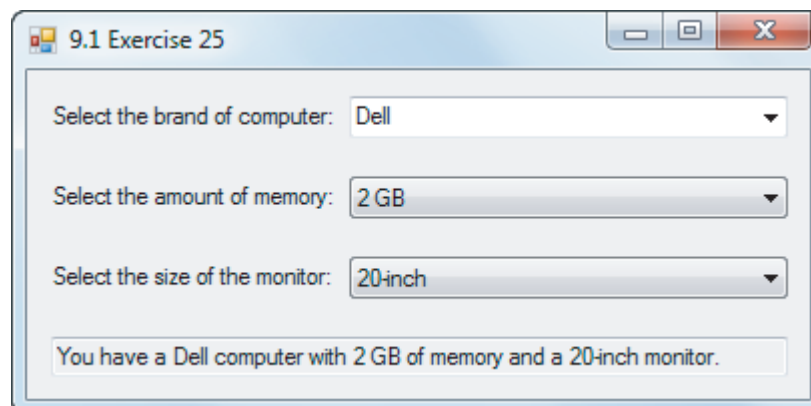 9.1 Exercise 25
Select the brand of computer: Dell
Select the amount of memory: 2 GB
Select the size of the monitor: 20-inch
You have a Dell computer with 2 GB of memory and a 20-inch monitor.